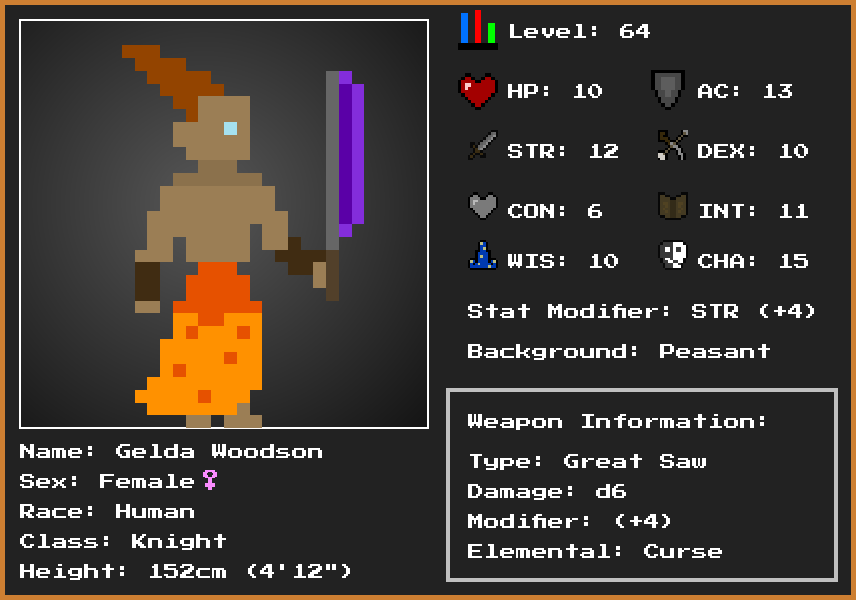 Level: 64
HP: 10 AC: 13
STR: 12 DEX: 10
CON: 6 INT: 11
WIS: 10 CHA: 15
Stat Modifier: STR (+4)
Background: Peasant
Weapon Information:
Type: Great Saw
Damage: d6
Modifier: (+4)
Elemental: Curse
Name: Gelda Woodson
Sex: Female♀
Race: Human
Class: Knight
Height: 152cm (4'12")